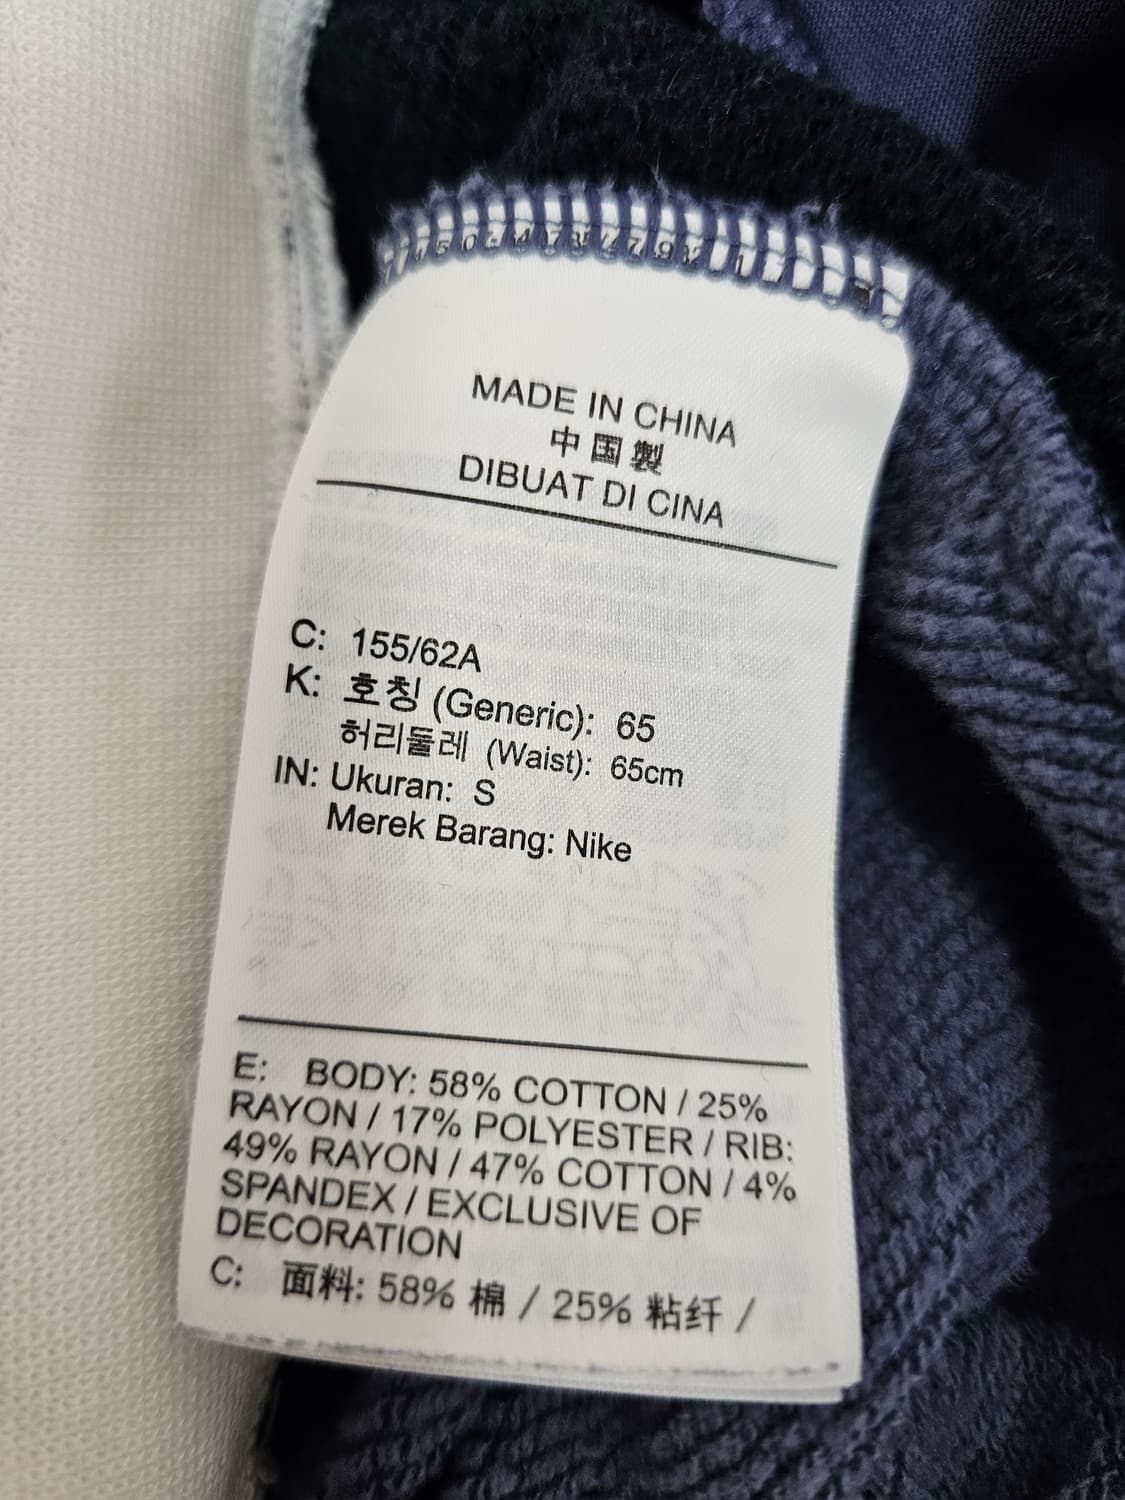 MADE IN CHINA
中国製
DIBUAT DI CINA
C: 155/62A
K: 호칭 (Generic): 65
허리둘레 (Waist): 65cm
IN: Ukuran: S
Merek Barang: Nike
E: BODY: 58% COTTON / 25%
RAYON / 17% POLYESTER / RIB:
49% RAYON / 47% COTTON / 4%
SPANDEX / EXCLUSIVE OF
DECORATION
C: 面料: 58% 棉 / 25% 粘纤 /